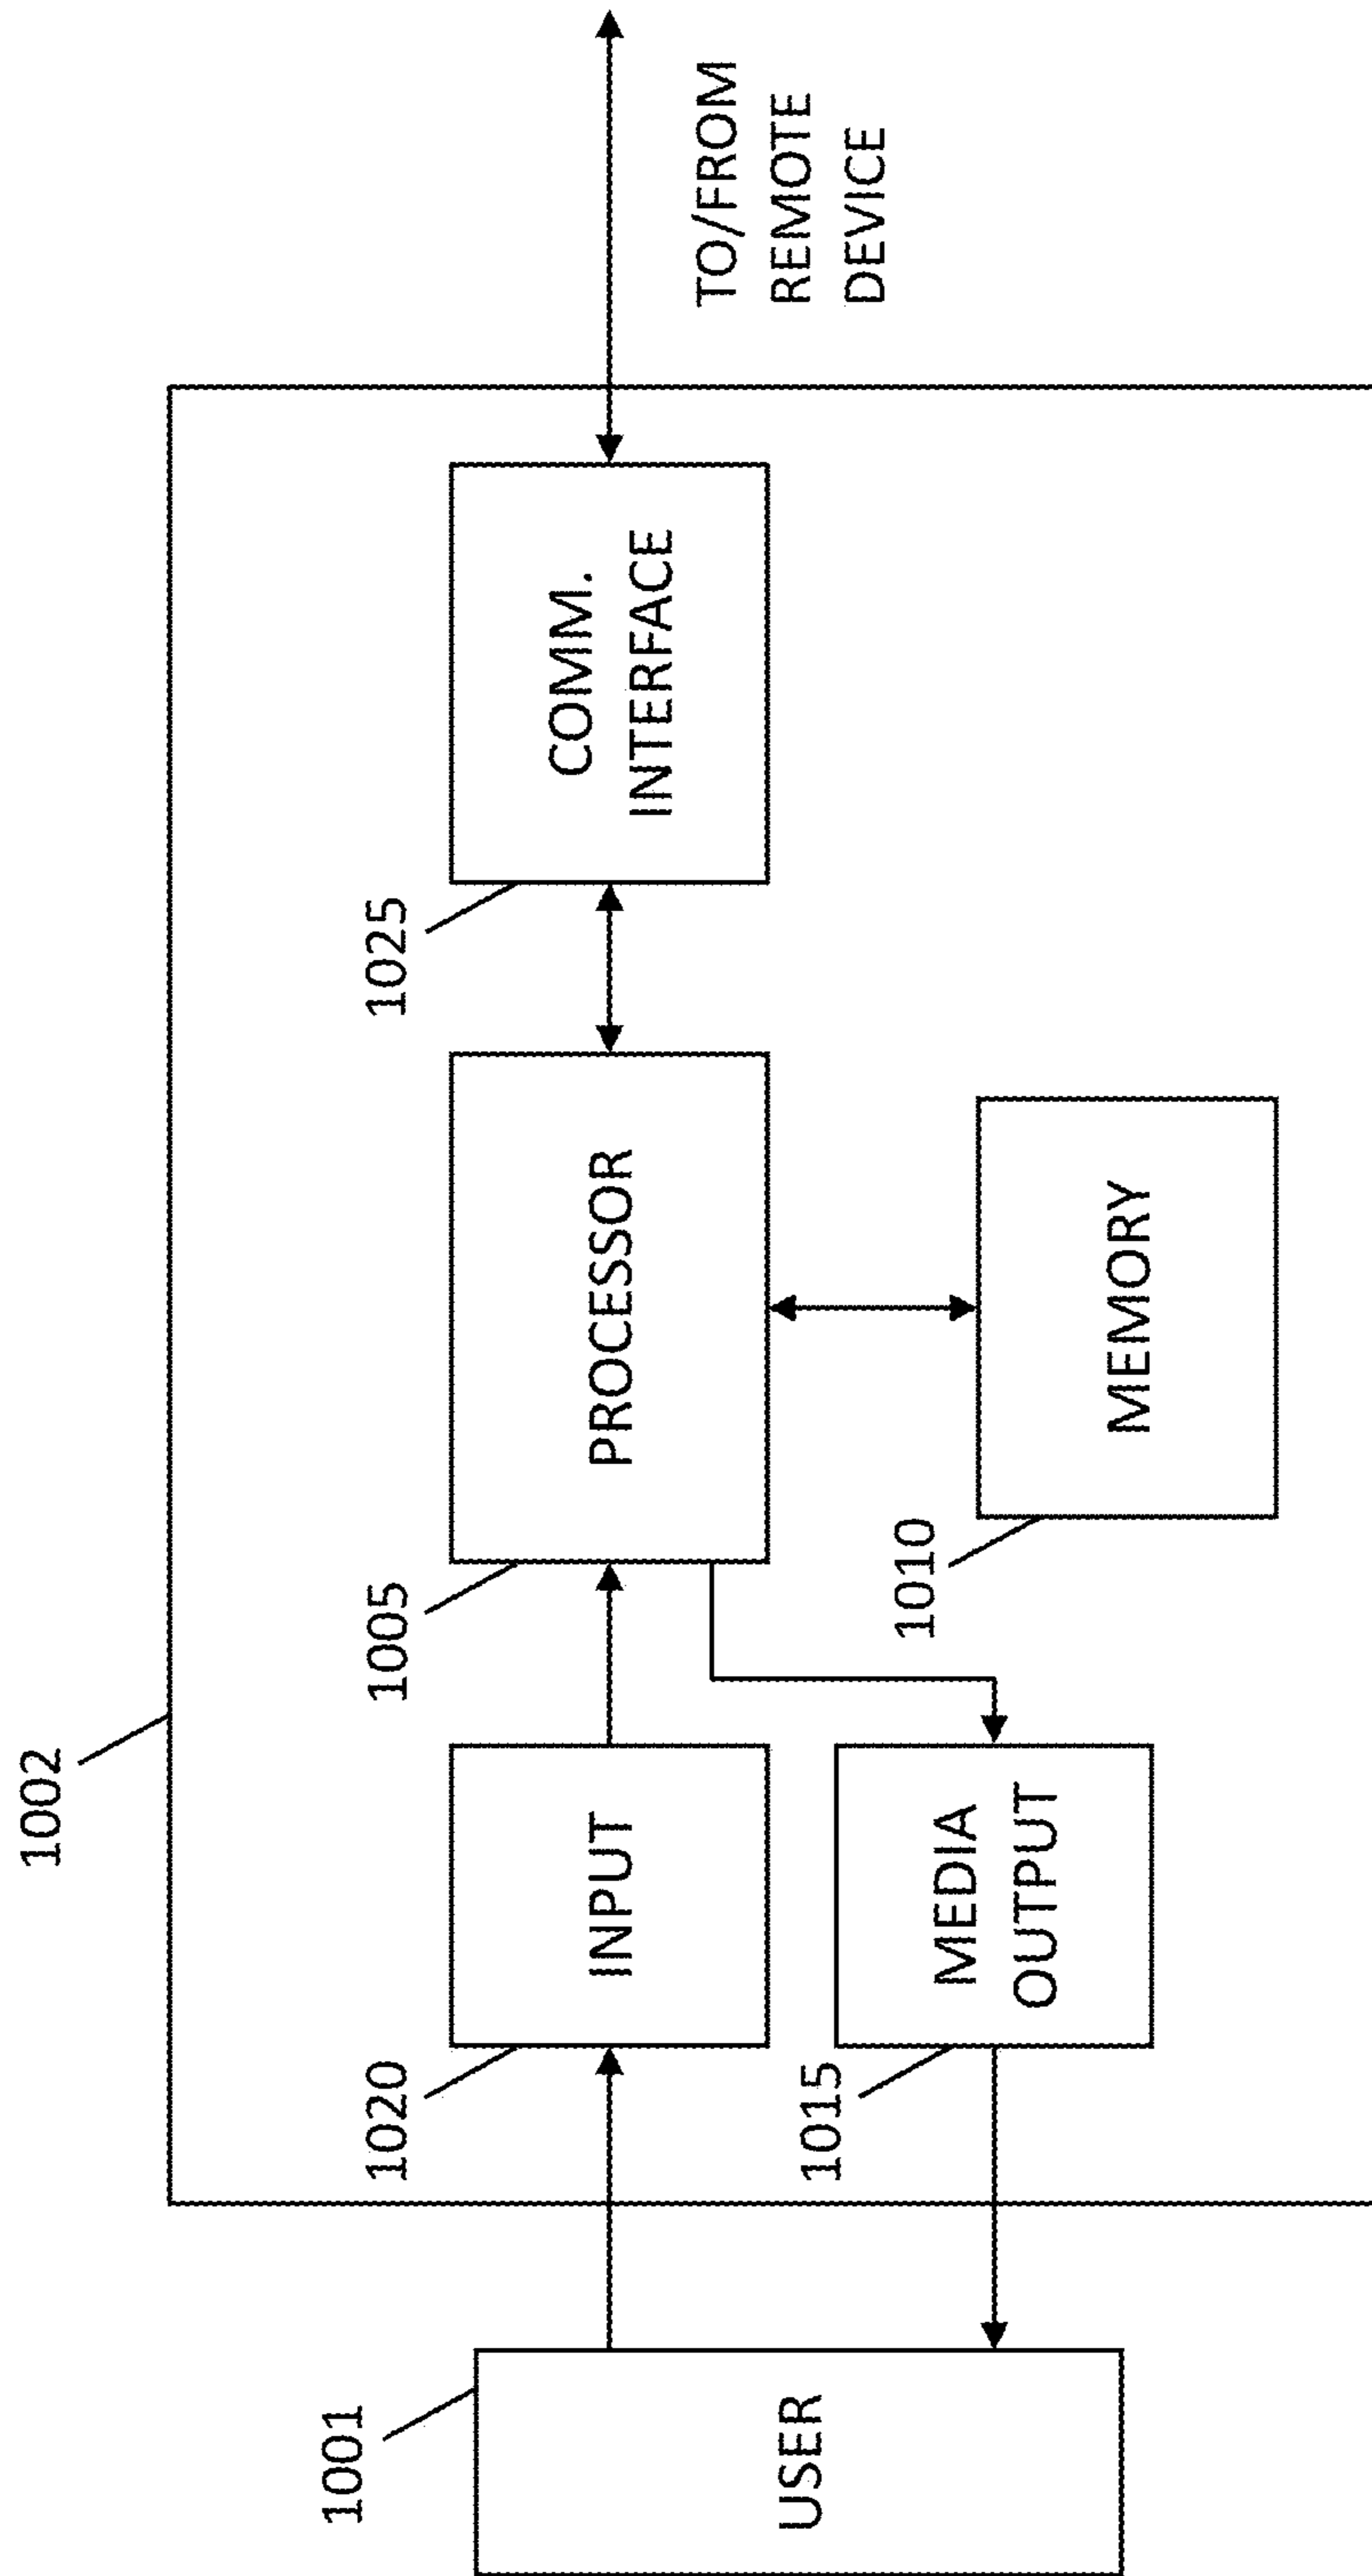 1002
1001
USER
1020
INPUT
1015
MEDIA
OUTPUT
1005
PROCESSOR
1010
MEMORY
1025
COMM.
INTERFACE
TO/FROM
REMOTE
DEVICE